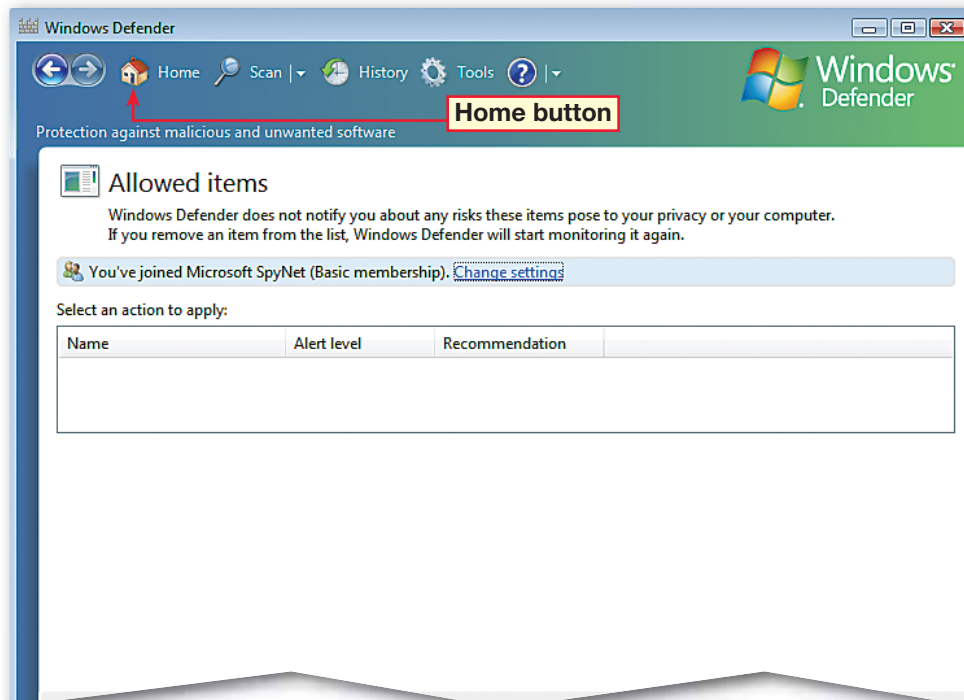 Windows Defender
Home Scan History Tools ?
Windows
Defender
Home button
Protection against malicious and unwanted software
Allowed items
Windows Defender does not notify you about any risks these items pose to your privacy or your computer.
If you remove an item from the list, Windows Defender will start monitoring it again.
You've joined Microsoft SpyNet (Basic membership). Change settings
Select an action to apply:
Name Alert level Recommendation